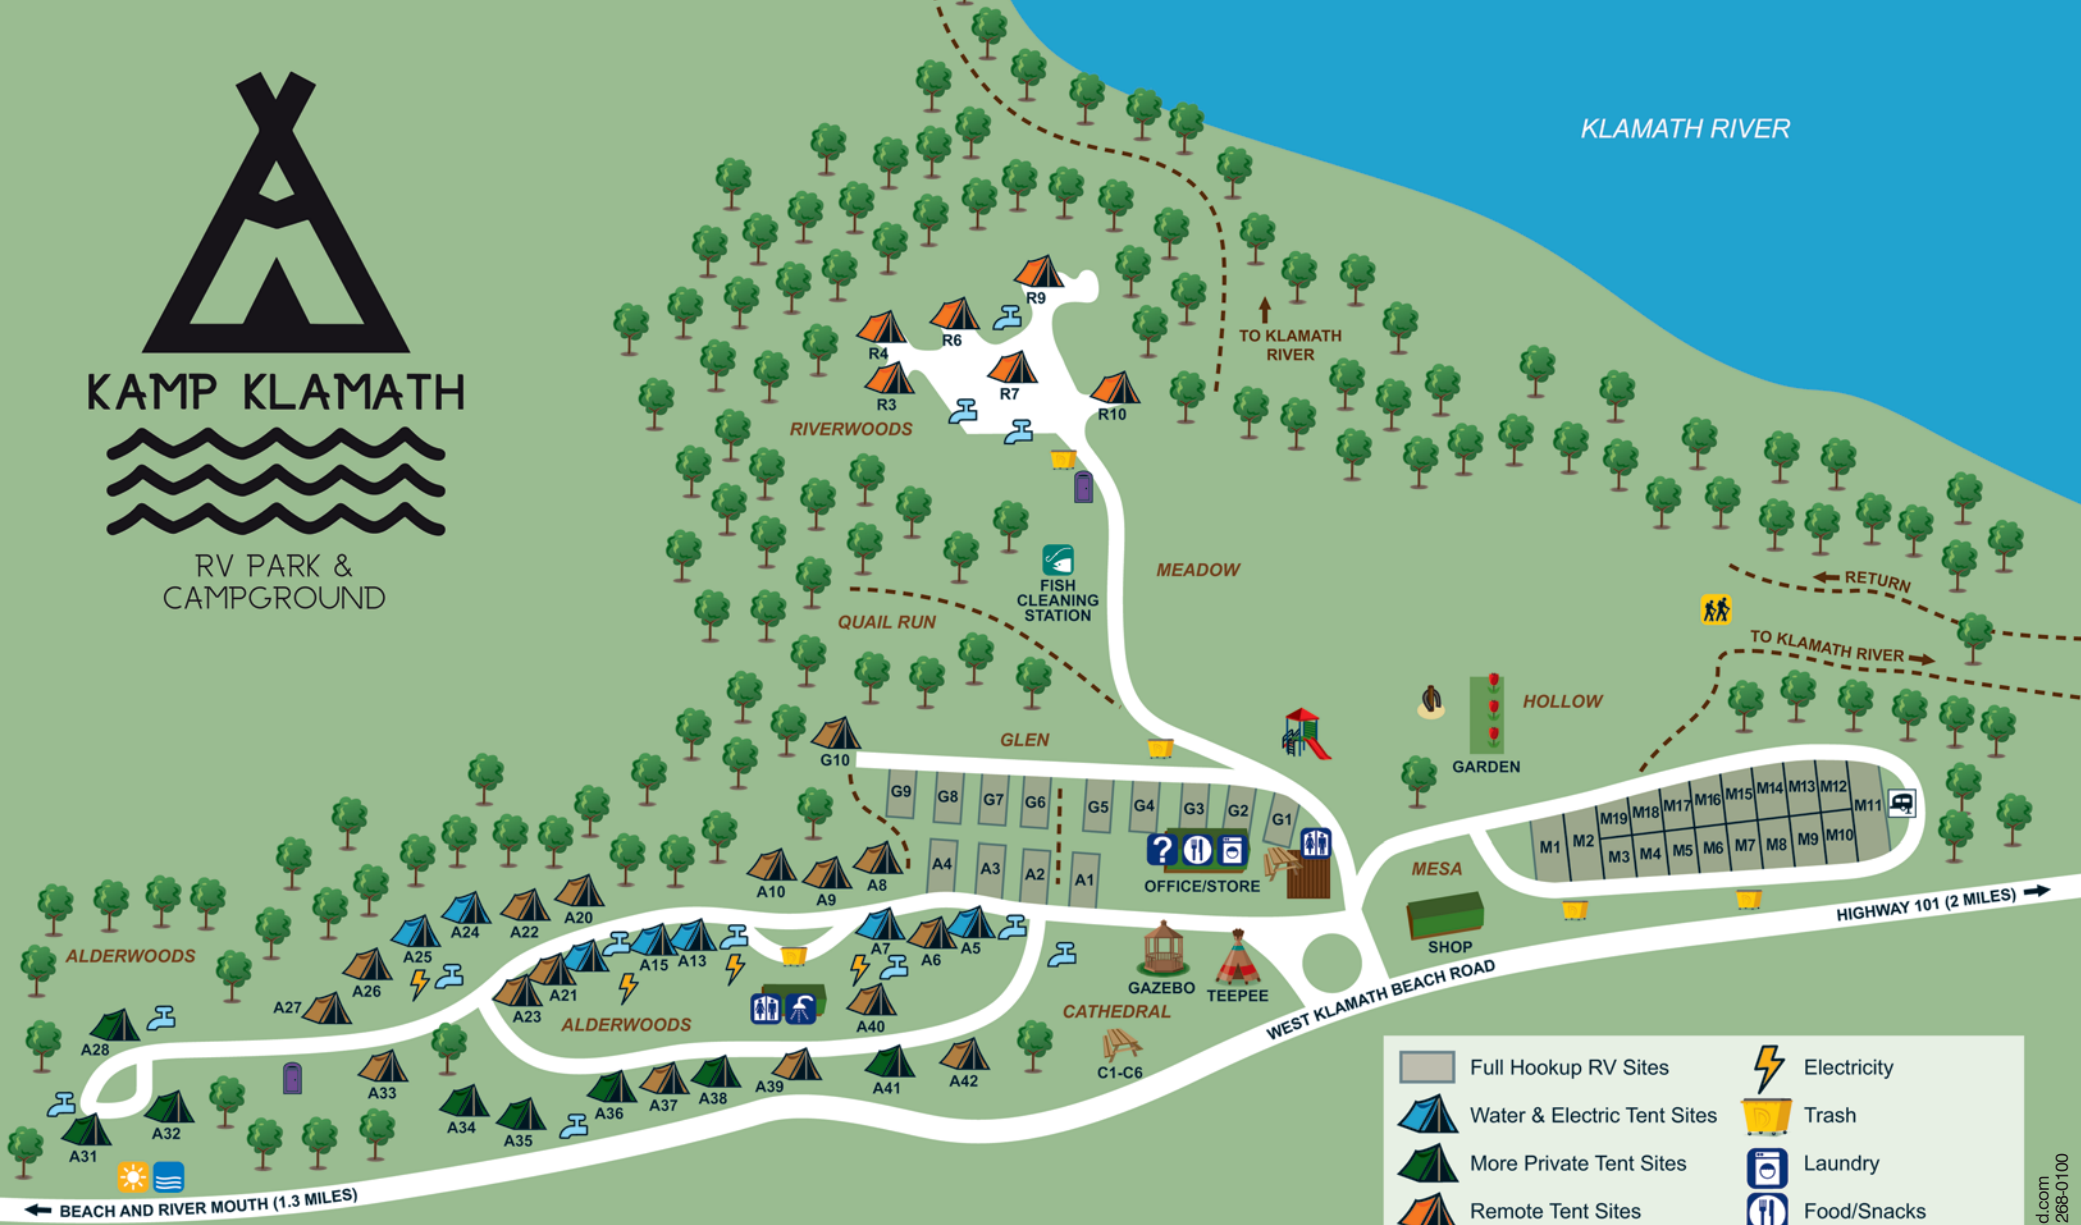 KLAMATH RIVER
KAMP KLAMATH
RV PARK &
CAMPGROUND
R9
R6
R4
R7
R3
R10
TO KLAMATH
RIVER
RIVERWOODS
FISH
CLEANING
STATION
MEADOW
QUAIL RUN
RETURN
TO KLAMATH RIVER
HOLLOW
GARDEN
GLEN
G10
G9
G8
G7
G6
G5
G4
G3
G2
G1
A4
A3
A2
A1
?
OFFICE/STORE
M1
M2
M19
M18
M17
M16
M15
M14
M13
M12
M11
M3
M4
M5
M6
M7
M8
M9
M10
MESA
SHOP
HIGHWAY 101 (2 MILES)
WEST KLAMATH BEACH ROAD
A10
A9
A8
A20
A22
A24
A25
A26
A27
A28
ALDERWOODS
A15
A13
A7
A6
A5
A21
A23
ALDERWOODS
A40
GAZEBO
TEEPEE
CATHEDRAL
C1-C6
A31
A32
A33
A34
A35
A36
A37
A38
A39
A41
A42
BEACH AND RIVER MOUTH (1.3 MILES)
Full Hookup RV Sites
Water & Electric Tent Sites
More Private Tent Sites
Remote Tent Sites
Electricity
Trash
Laundry
Food/Snacks
d.com
268-0100